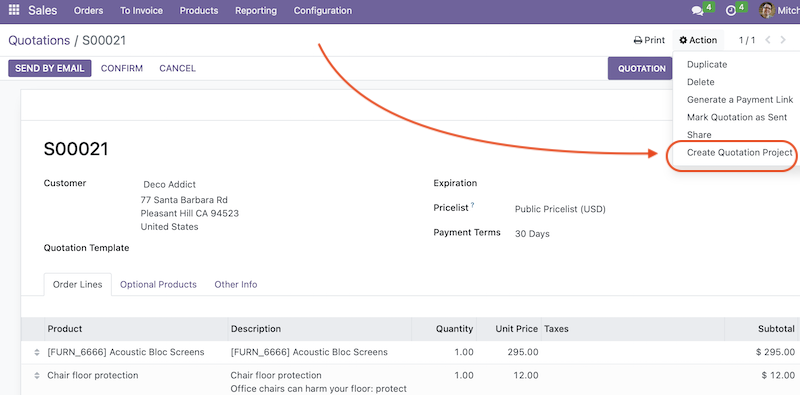 Sales Orders To Invoice Products Reporting Configuration 4 4 Mitch
Quotations / S00021 Print Action 1 / 1
SEND BY EMAIL CONFIRM CANCEL QUOTATION
Duplicate
Delete
Generate a Payment Link
Mark Quotation as Sent
Share
Create Quotation Project
S00021
Customer Deco Addict
77 Santa Barbara Rd
Pleasant Hill CA 94523
United States
Quotation Template
Expiration
Pricelist ? Public Pricelist (USD)
Payment Terms 30 Days
Order Lines Optional Products Other Info
Product Description Quantity Unit Price Taxes Subtotal
[FURN_6666] Acoustic Bloc Screens [FURN_6666] Acoustic Bloc Screens 1.00 295.00 $ 295.00
Chair floor protection Chair floor protection 1.00 12.00 $ 12.00
Office chairs can harm your floor: protect